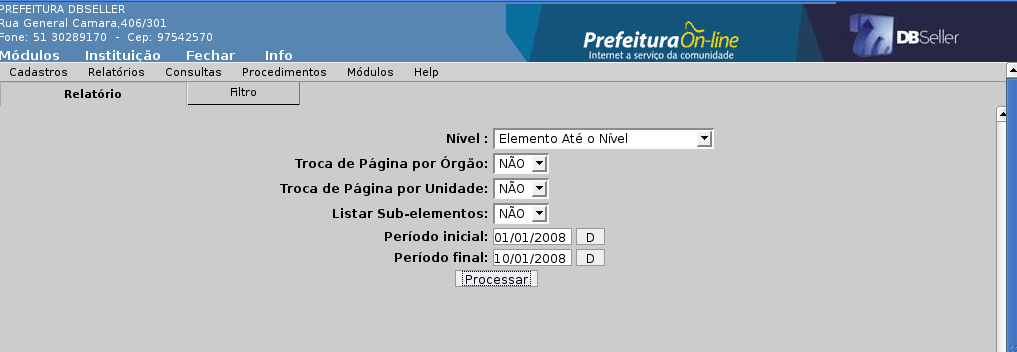 PREFEITURA DBSELLER
Rua General Camara,406/301
Fone: 51 30289170 - Cep: 97542570
Prefeitura On-line
Internet a serviço da comunidade
DBSeller
Módulos Instituição Fechar Info
Cadastros Relatórios Consultas Procedimentos Módulos Help
Relatório Filtro
Nível : Elemento Até o Nível
Troca de Página por Órgão: NÃO
Troca de Página por Unidade: NÃO
Listar Sub-elementos: NÃO
Período inicial: 01/01/2008 D
Período final: 10/01/2008 D
Processar